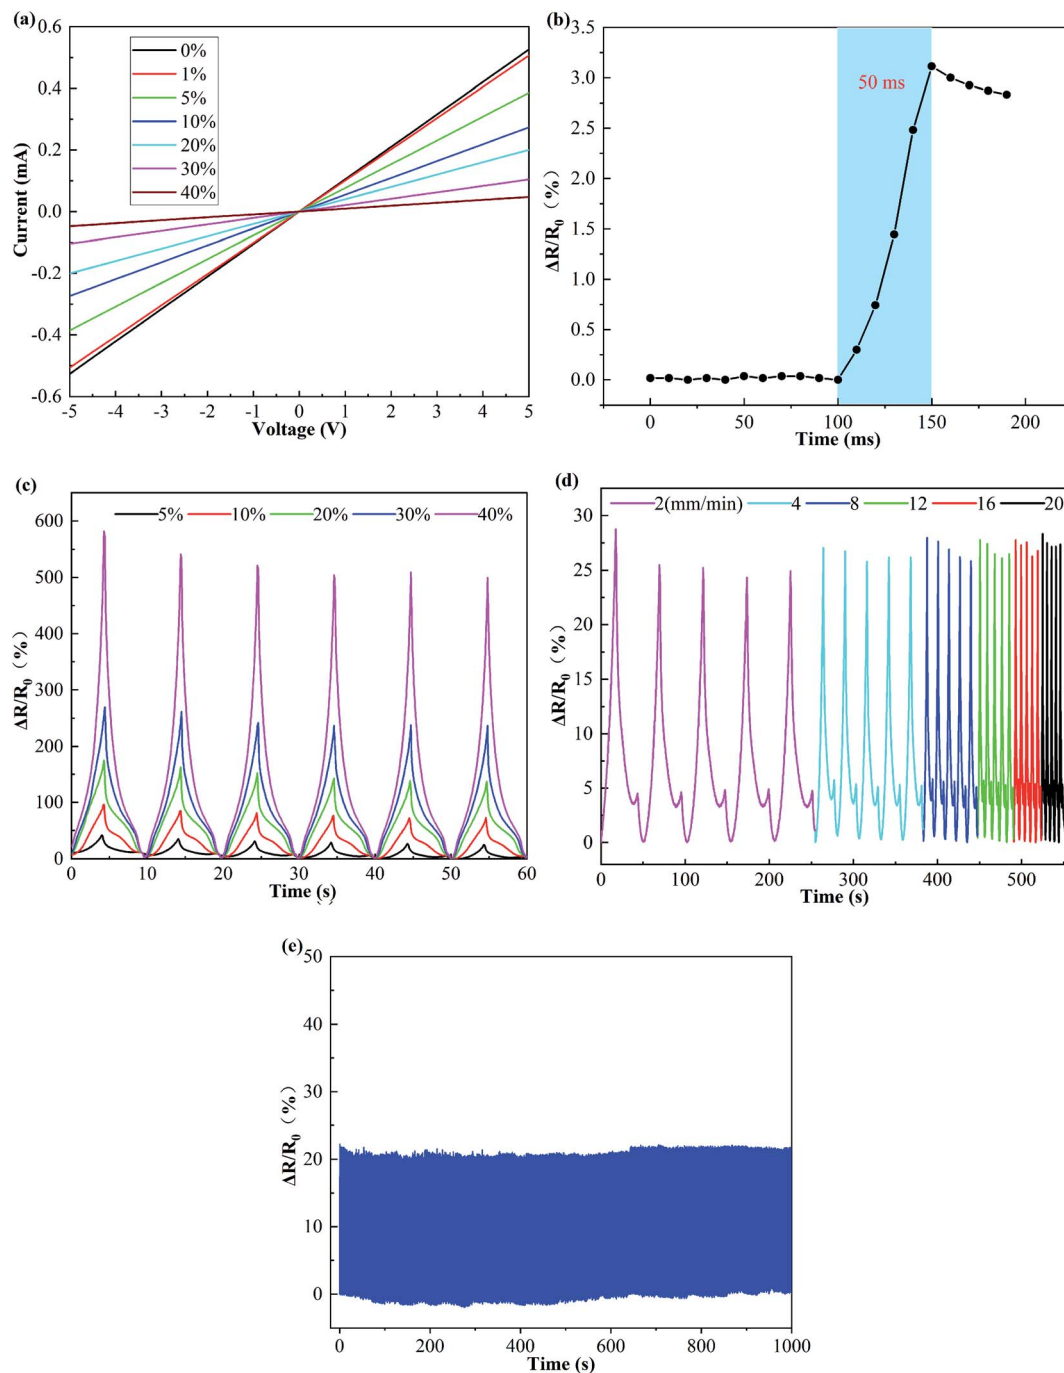 (a)
0.6
0.4
0.2
0.0
-0.2
-0.4
-0.6
Current (mA)
0%
1%
5%
10%
20%
30%
40%
-5 -4 -3 -2 -1 0 1 2 3 4 5
Voltage (V)
(b)
3.5
3.0
2.5
2.0
1.5
1.0
0.5
0.0
ΔR/R0 (%)
50 ms
0 50 100 150 200
Time (ms)
(c)
600
500
400
300
200
100
0
ΔR/R0 (%)
5% 10% 20% 30% 40%
0 10 20 30 40 50 60
Time (s)
(d)
30
25
20
15
10
5
0
ΔR/R0 (%)
2(mm/min) 4 8 12 16 20
0 100 200 300 400 500
Time (s)
(e)
50
40
30
20
10
0
ΔR/R0 (%)
0 200 400 600 800 1000
Time (s)